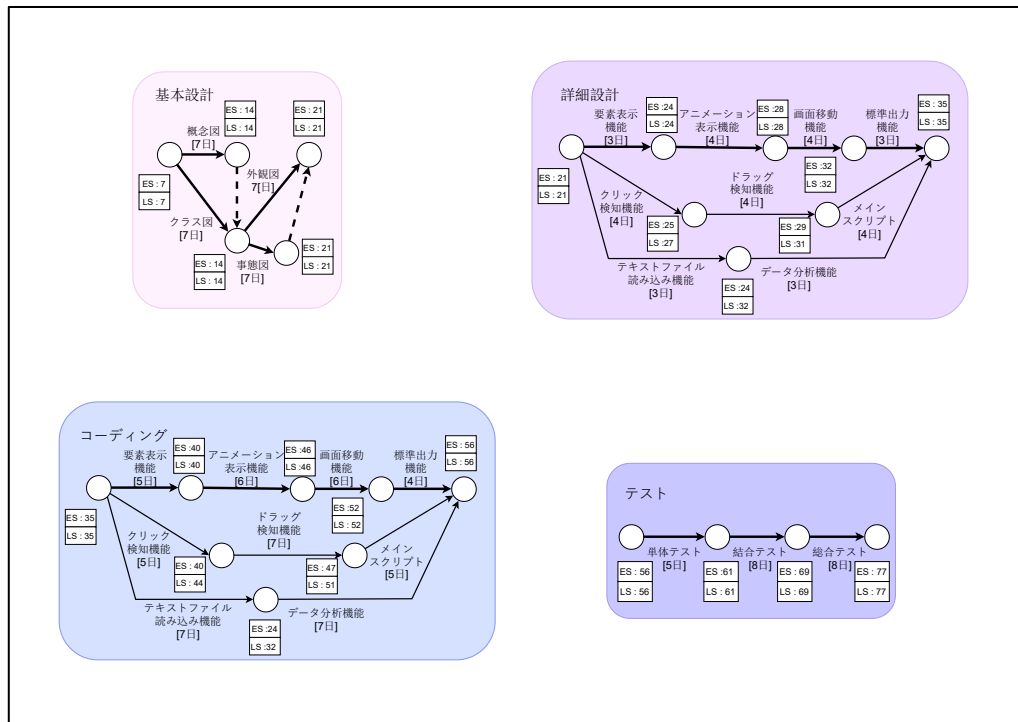 基本設計
ES : 14
LS : 14
ES : 21
LS : 21
概念図
[7日]
ES : 7
LS : 7
外観図
7[日]
クラス図
[7日]
ES : 14
LS : 14
事態図
[7日]
ES : 21
LS : 21
詳細設計
要素表示
機能
[3日]
ES :24
LS :24
アニメーション
表示機能
[4日]
ES :28
LS :28
画面移動
機能
[4日]
標準出力
機能
[3日]
ES : 35
LS : 35
ES : 21
LS : 21
ES : 32
LS : 32
クリック
検知機能
[4日]
ES :25
LS :27
ドラッグ
検知機能
[4日]
ES :29
LS :31
メイン
スクリプト
[4日]
テキストファイル
読み込み機能
[3日]
ES :24
LS :32
データ分析機能
[3日]
コーディング
要素表示
機能
[5日]
ES :40
LS :40
アニメーション
表示機能
[6日]
ES :46
LS :46
画面移動
機能
[6日]
標準出力
機能
[4日]
ES : 56
LS : 56
ES : 35
LS : 35
ES : 52
LS : 52
クリック
検知機能
[5日]
ES : 40
LS : 44
ドラッグ
検知機能
[7日]
ES : 47
LS : 51
メイン
スクリプト
[5日]
テキストファイル
読み込み機能
[7日]
ES :24
LS :32
データ分析機能
[7日]
テスト
単体テスト
[5日]
結合テスト
[8日]
総合テスト
[8日]
ES : 56
LS : 56
ES :61
LS : 61
ES : 69
LS : 69
ES : 77
LS : 77